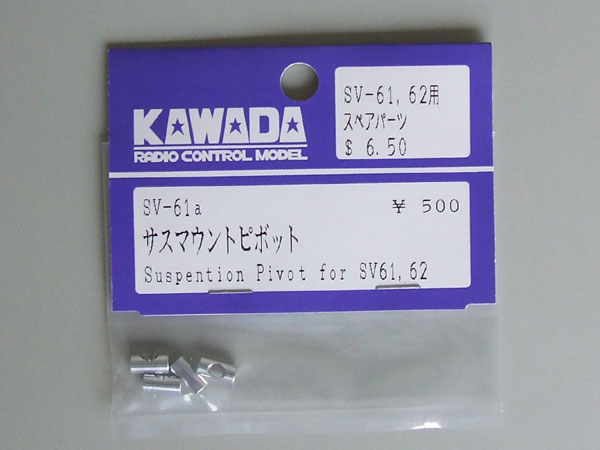 KAWADA
RADIO CONTROL MODEL
SV-61,62用
スペアパーツ
$ 6.50
SV-61a ¥ 500
サスマウントピボット
Suspention Pivot for SV61,62